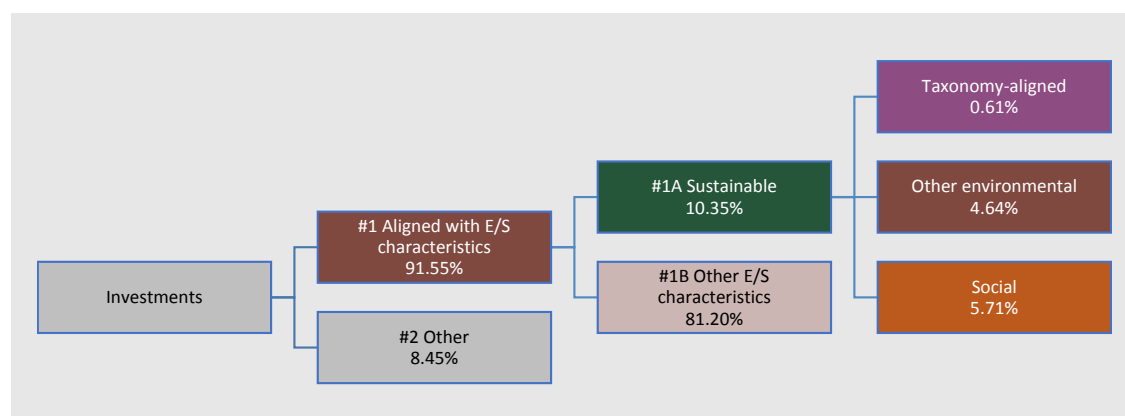 Investments
#1 Aligned with E/S
characteristics
91.55%
#2 Other
8.45%
#1A Sustainable
10.35%
#1B Other E/S
characteristics
81.20%
Taxonomy-aligned
0.61%
Other environmental
4.64%
Social
5.71%